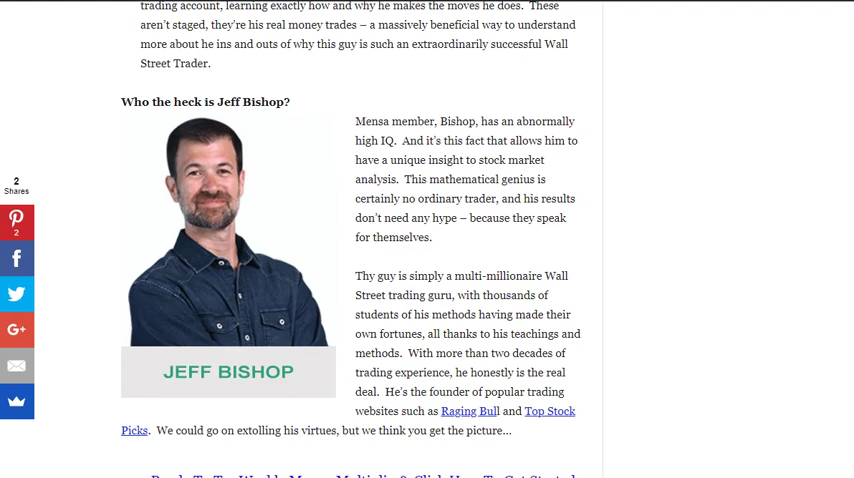 trading account, learning exactly how and why he makes the moves he does.  These
aren't staged, they're his real money trades – a massively beneficial way to understand
more about he ins and outs of why this guy is such an extraordinarily successful Wall
Street Trader.
Who the heck is Jeff Bishop?
Mensa member, Bishop, has an abnormally
high IQ.  And it's this fact that allows him to
have a unique insight to stock market
analysis.  This mathematical genius is
certainly no ordinary trader, and his results
don't need any hype – because they speak
for themselves.
Thy guy is simply a multi-millionaire Wall
Street trading guru, with thousands of
students of his methods having made their
own fortunes, all thanks to his teachings and
methods.  With more than two decades of
trading experience, he honestly is the real
deal.  He's the founder of popular trading
websites such as Raging Bull and Top Stock
Picks.  We could go on extolling his virtues, but we think you get the picture...
JEFF BISHOP
2
Shares
2
G+